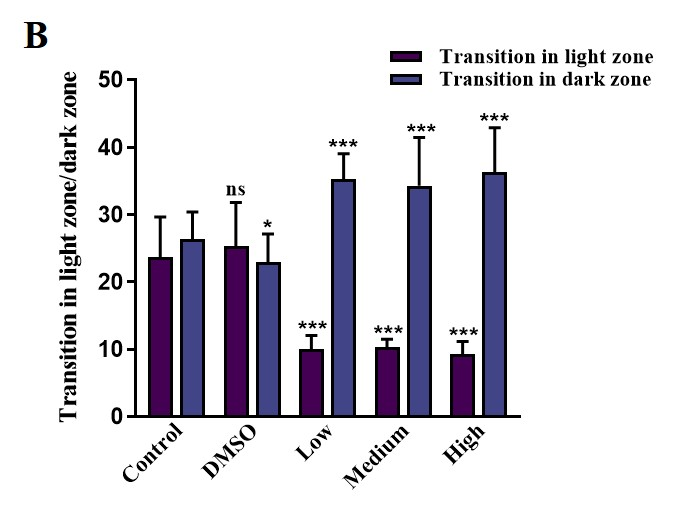 B
Transition in light zone
Transition in dark zone
Transition in light zone/dark zone
50
40
30
20
10
0
ns
*
***
***
***
***
***
***
Control
DMSO
Low
Medium
High